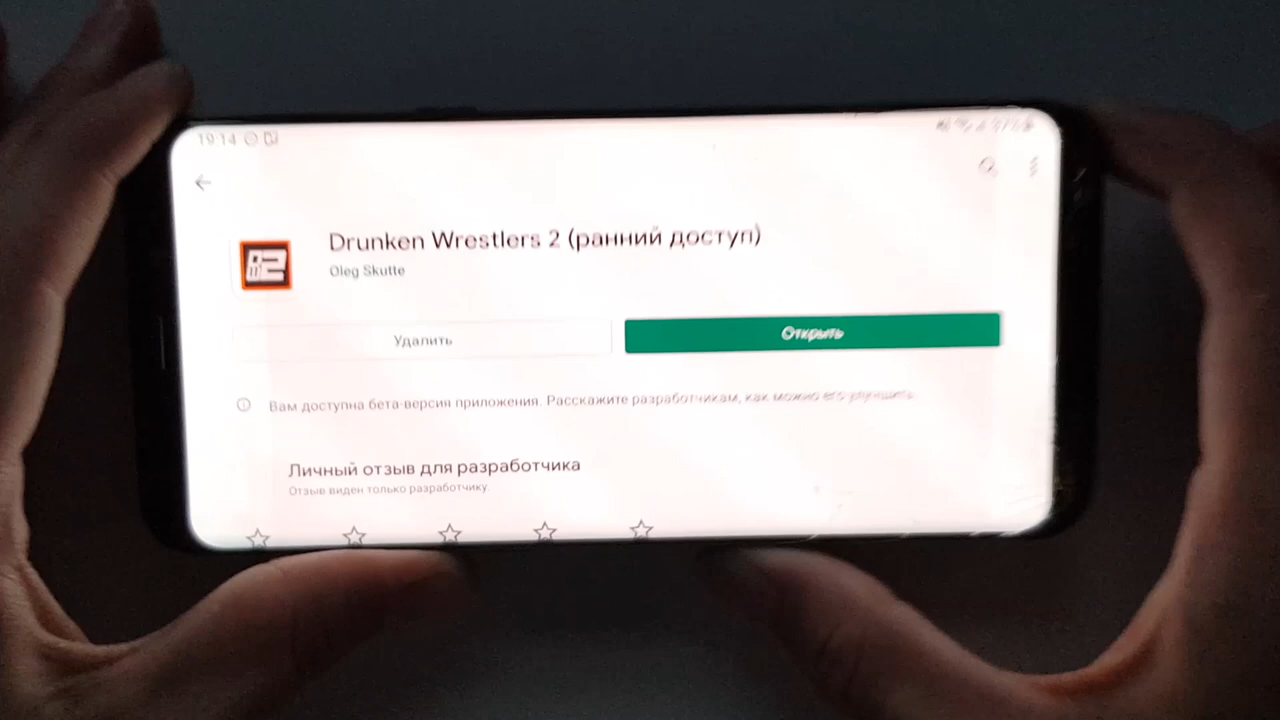 19:14
Drunken Wrestlers 2 (ранний доступ)
Oleg Skutte
Удалить
Открыть
Вам доступна бета-версия приложения. Расскажите разработчикам, как можно его улучшить.
Личный отзыв для разработчика
Отзыв виден только разработчику.